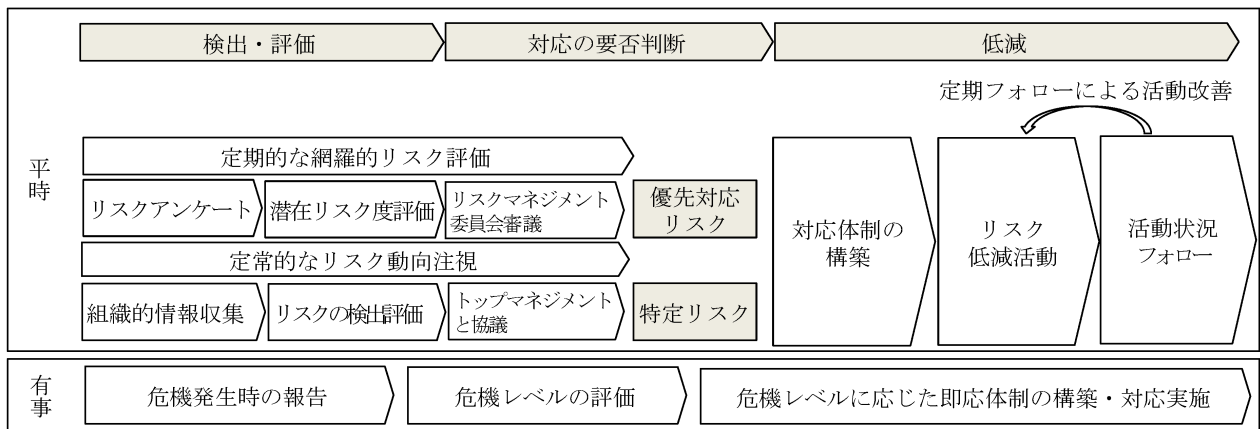 検出・評価
対応の要否判断
低減
定期フォローによる活動改善
平時
定期的な網羅的リスク評価
リスクアンケート
潜在リスク度評価
リスクマネジメント
委員会審議
優先対応
リスク
定常的なリスク動向注視
組織的情報収集
リスクの検出評価
トップマネジメント
と協議
特定リスク
対応体制の
構築
リスク
低減活動
活動状況
フォロー
有事
危機発生時の報告
危機レベルの評価
危機レベルに応じた即応体制の構築・対応実施